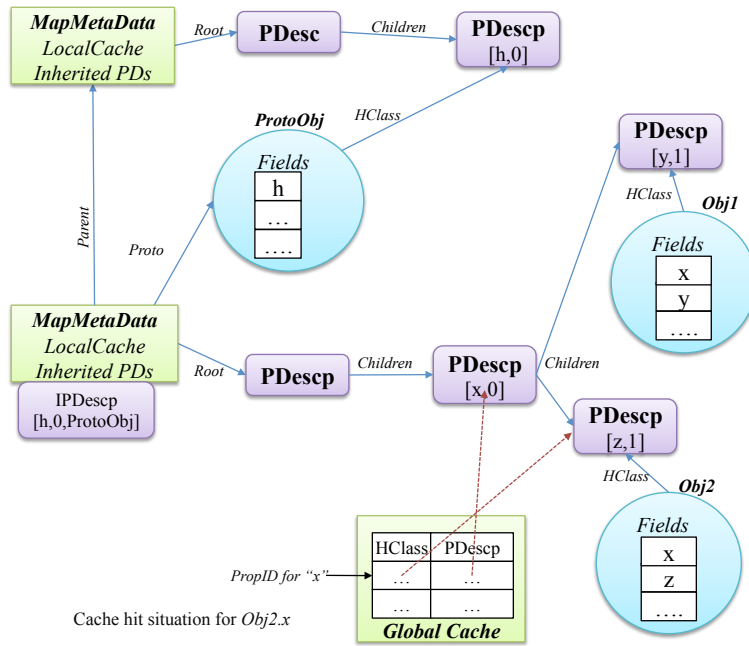 MapMetaData
LocalCache
Inherited PDs
Root
PDesc
Children
PDescp
[h,0]
ProtoObj
HClass
Fields
h
...
....
Parent
Proto
PDescp
[y,1]
HClass
Obj1
Fields
x
y
....
MapMetaData
LocalCache
Inherited PDs
IPDescp
[h,0,ProtoObj]
Root
PDescp
Children
PDescp
[x,0]
Children
PDescp
[z,1]
HClass
Obj2
Fields
x
z
....
HClass PDescp
PropID for “x”
... ...
... ...
Global Cache
Cache hit situation for Obj2.x